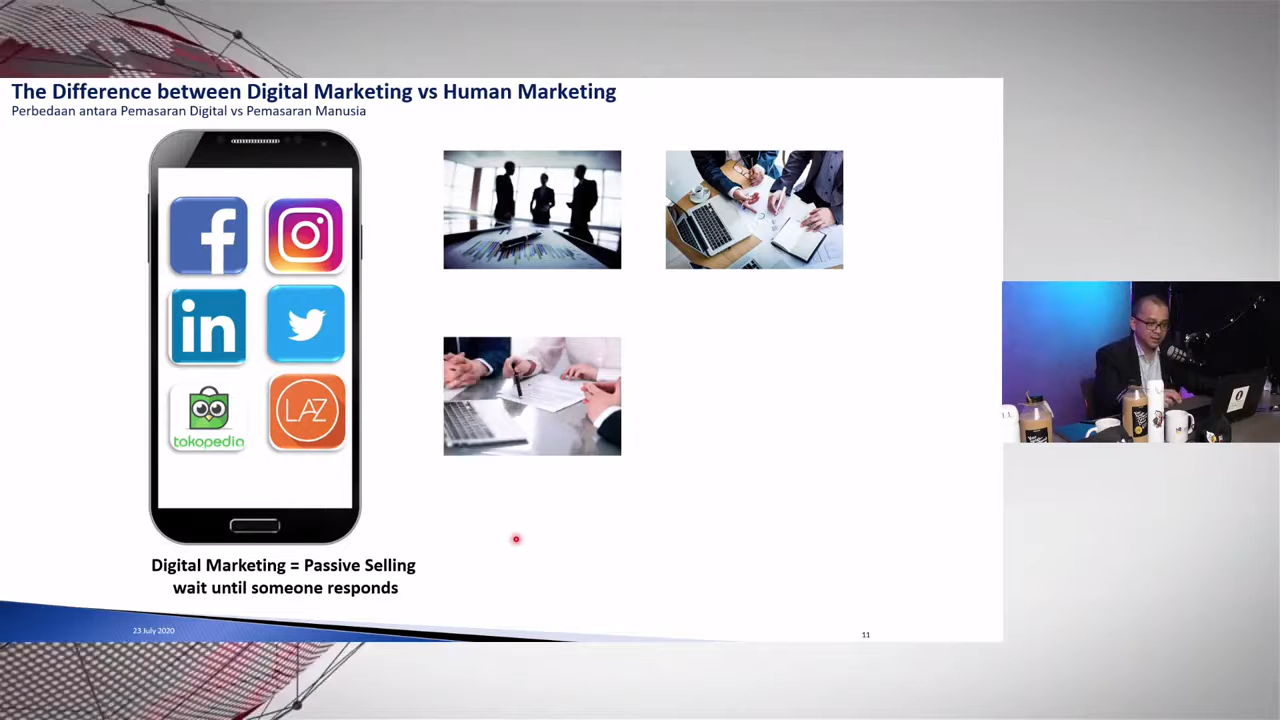 The Difference between Digital Marketing vs Human Marketing
Perbedaan antara Pemasaran Digital vs Pemasaran Manusia
f
in
tokopedia
LAZ
Digital Marketing = Passive Selling
wait until someone responds
23 July 2020
11